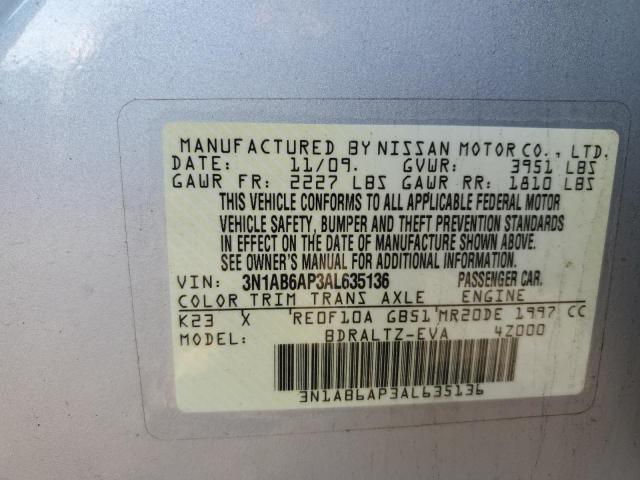 MANUFACTURED BY NISSAN MOTOR CO., LTD.
DATE: 11/09. GVWR: 3951 LBS
GAWR FR: 2227 LBS GAWR RR: 1810 LBS
THIS VEHICLE CONFORMS TO ALL APPLICABLE FEDERAL MOTOR
VEHICLE SAFETY, BUMPER AND THEFT PREVENTION STANDARDS
IN EFFECT ON THE DATE OF MANUFACTURE SHOWN ABOVE.
SEE OWNER'S MANUAL FOR ADDITIONAL INFORMATION.
VIN: 3N1AB6AP3AL635136 PASSENGER CAR.
COLOR TRIM TRANS AXLE ENGINE
K23 X RE0F10A GB51 MR20DE 1997 CC
MODEL: BDRALTZ-EVA 4Z000
3N1AB6AP3AL635136